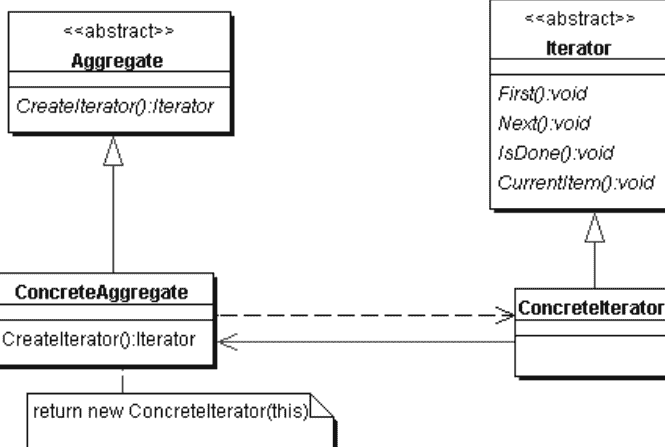 <<abstract>>
Aggregate
CreateIterator():Iterator
<<abstract>>
Iterator
First():void
Next():void
IsDone():void
CurrentItem():void
ConcreteAggregate
CreateIterator():Iterator
ConcreteIterator
return new ConcreteIterator(this)